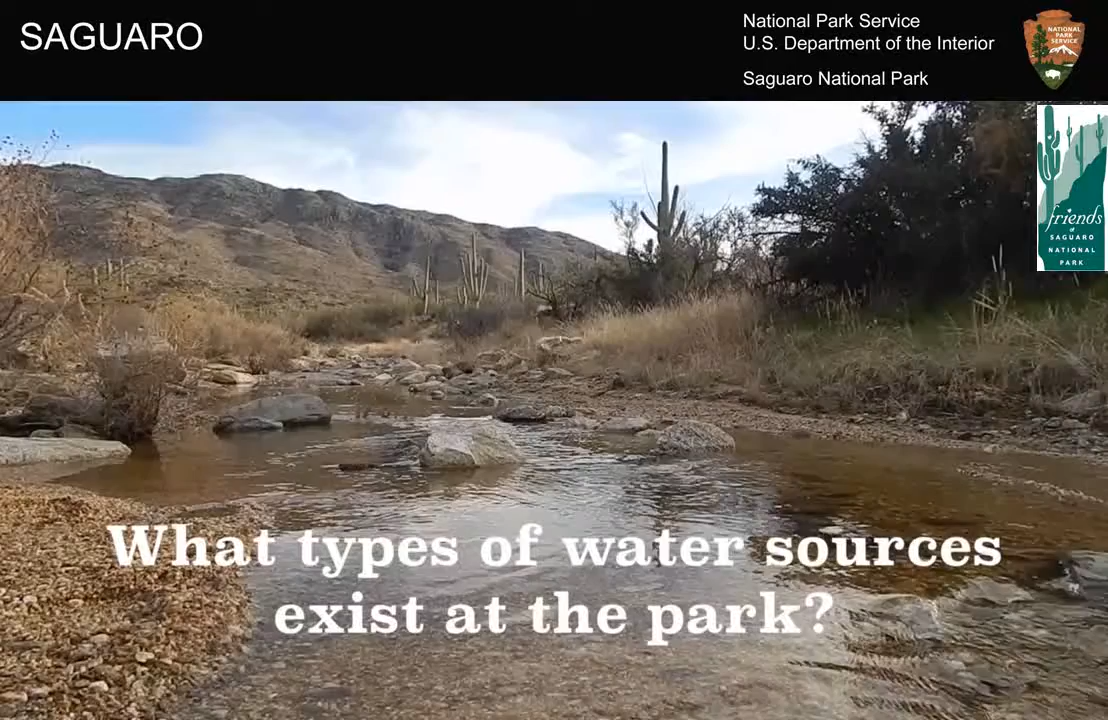 SAGUARO
National Park Service
U.S. Department of the Interior
Saguaro National Park
NATIONAL
PARK
SERVICE
friends
of
SAGUARO
NATIONAL
PARK
What types of water sources
exist at the park?